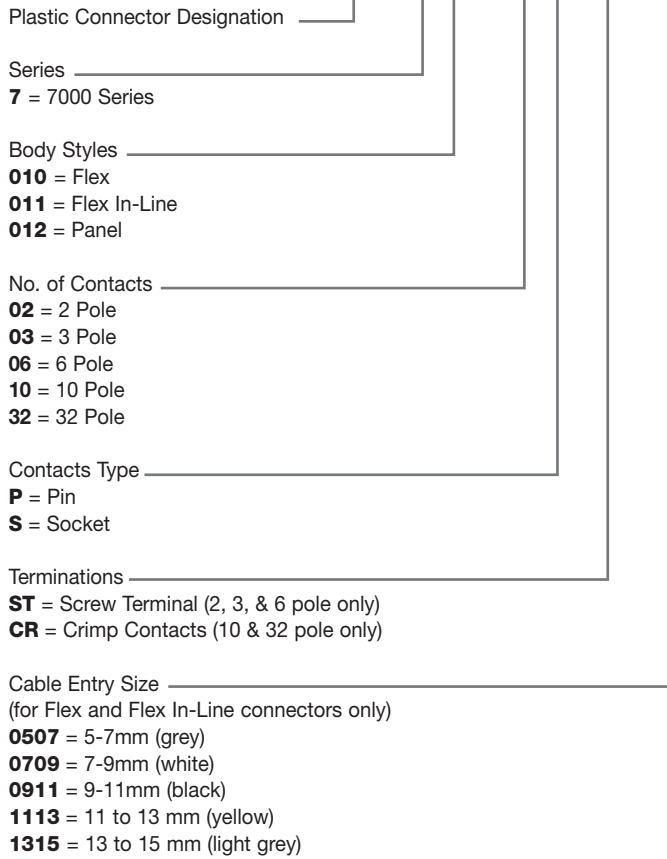 Plastic Connector Designation
Series
7 = 7000 Series
Body Styles
010 = Flex
011 = Flex In-Line
012 = Panel
No. of Contacts
02 = 2 Pole
03 = 3 Pole
06 = 6 Pole
10 = 10 Pole
32 = 32 Pole
Contacts Type
P = Pin
S = Socket
Terminations
ST = Screw Terminal (2, 3, & 6 pole only)
CR = Crimp Contacts (10 & 32 pole only)
Cable Entry Size
(for Flex and Flex In-Line connectors only)
0507 = 5-7mm (grey)
0709 = 7-9mm (white)
0911 = 9-11mm (black)
1113 = 11 to 13 mm (yellow)
1315 = 13 to 15 mm (light grey)